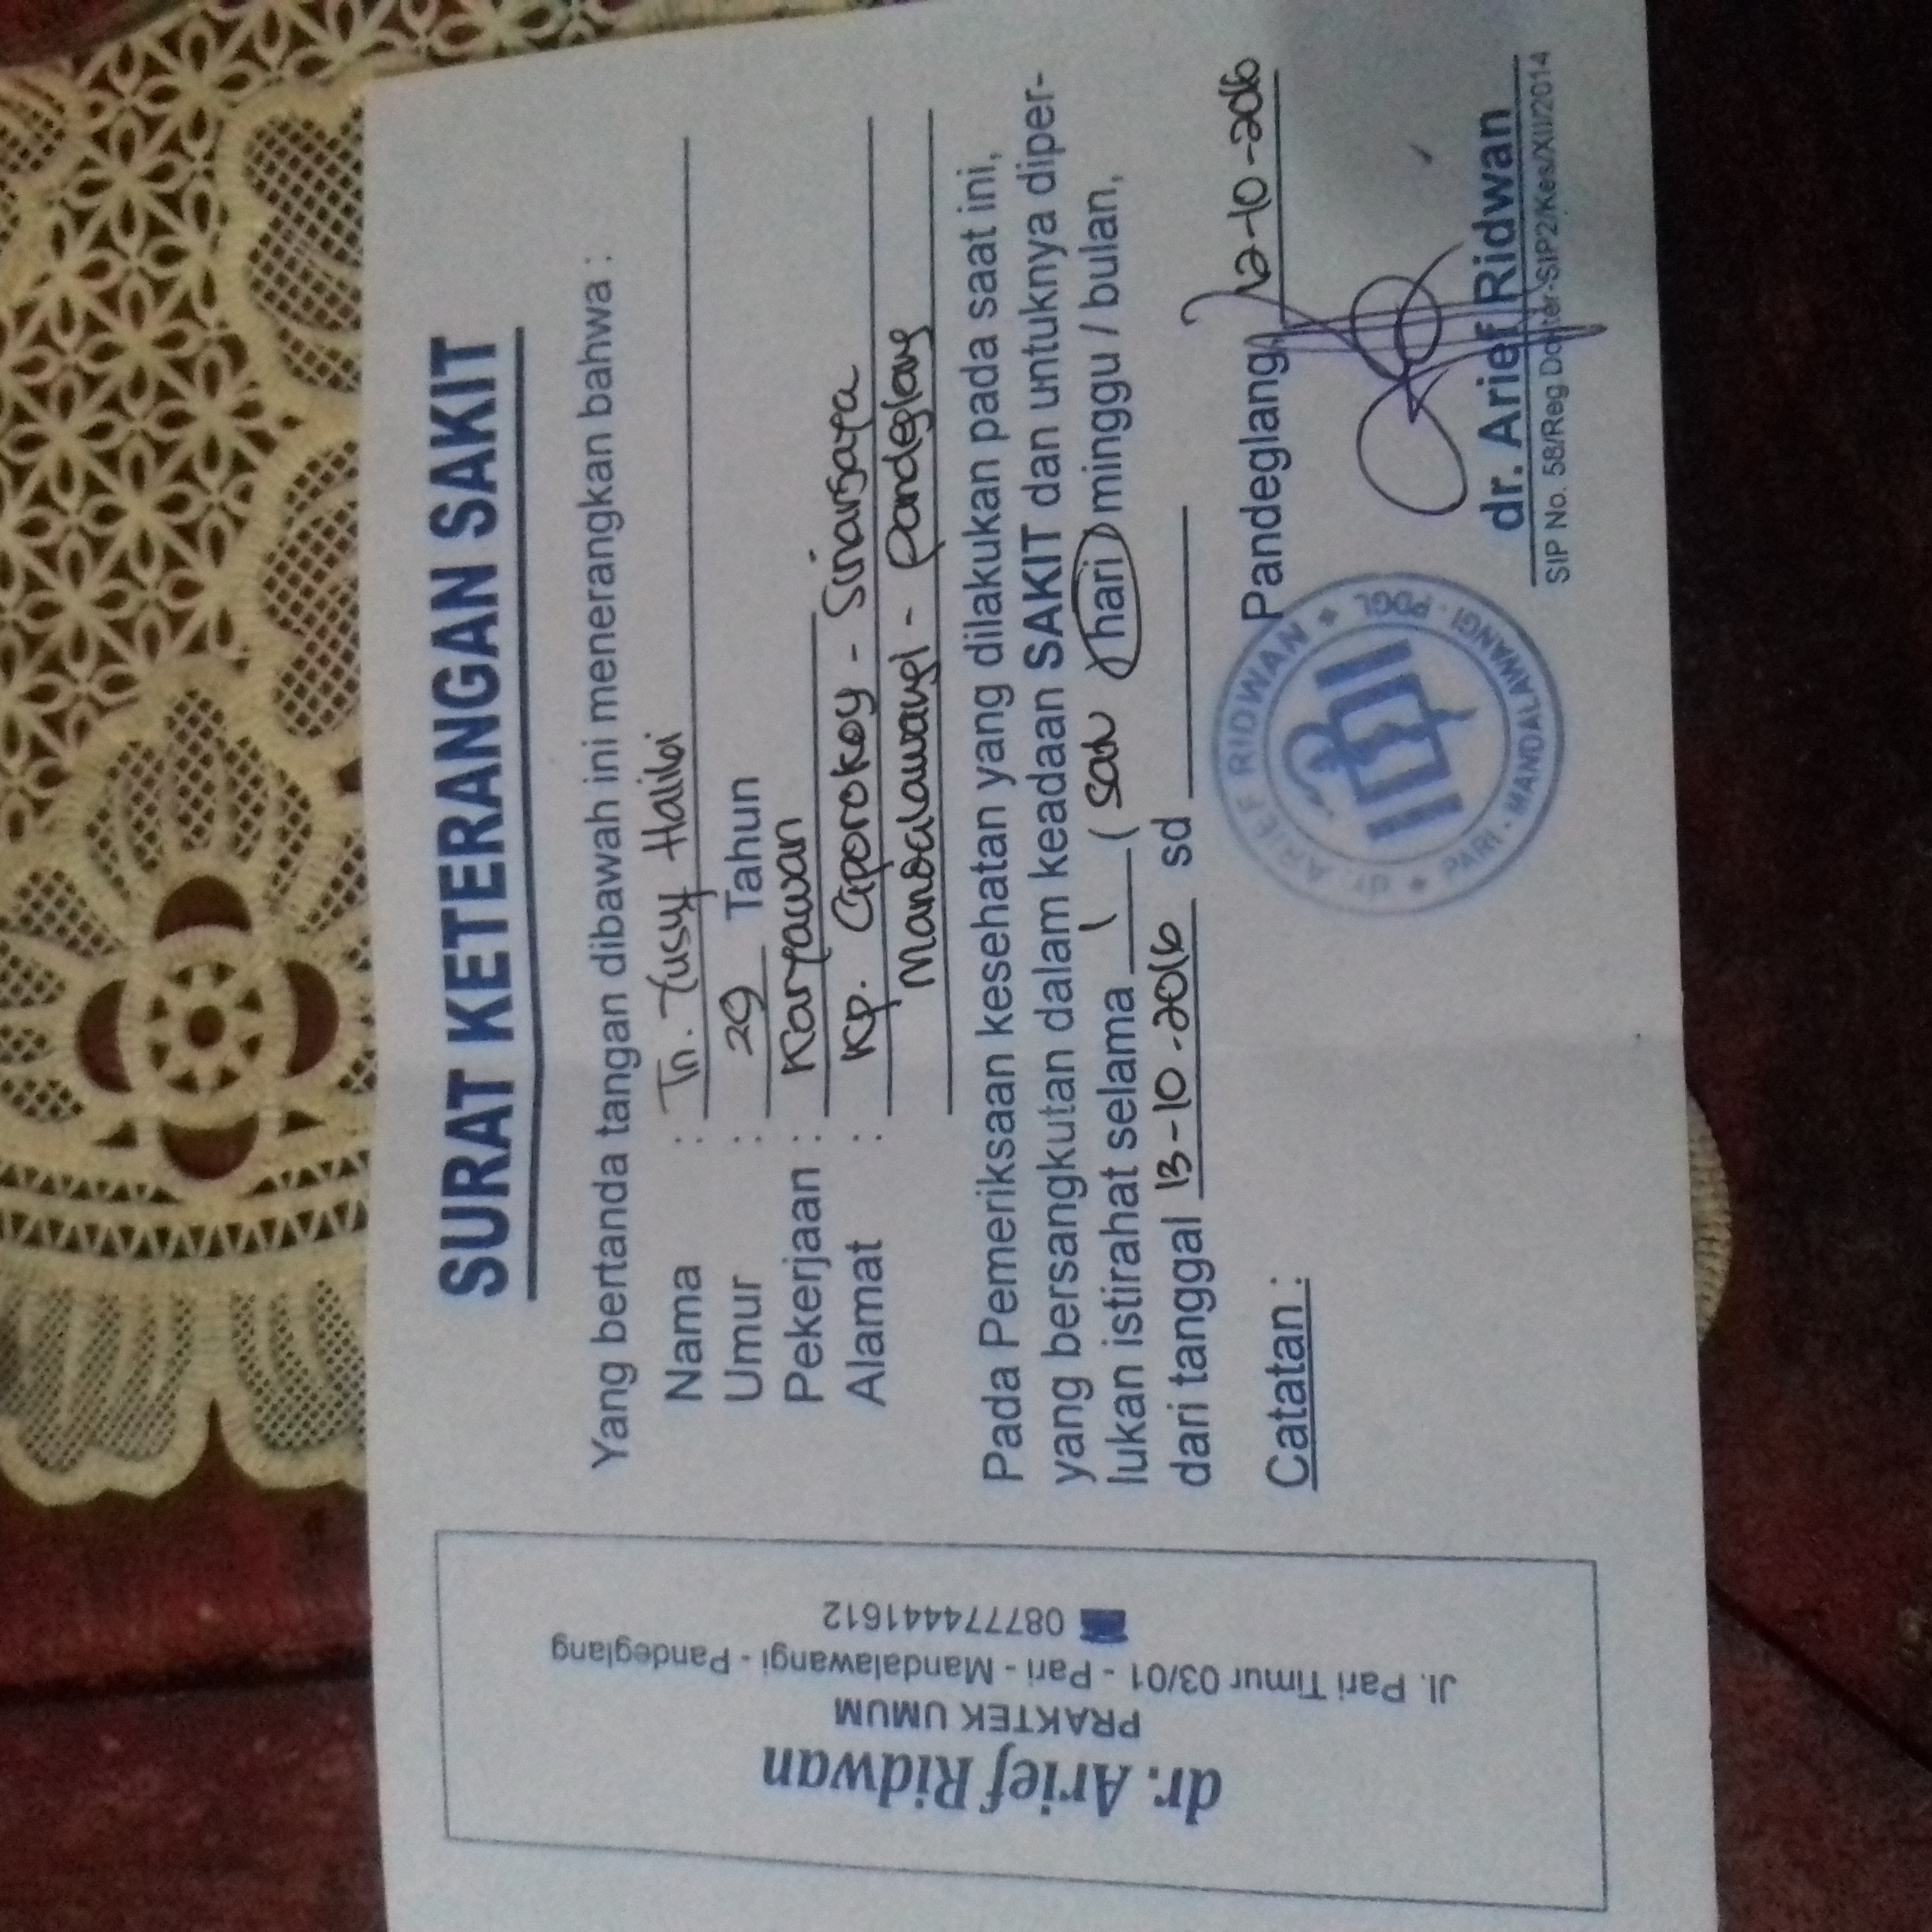 dr. Arief Ridwan
PRAKTEK UMUM
Jl. Pari Timur 03/01 - Pari - Mandalawangi - Pandeglang
☎ 087774441612
SURAT KETERANGAN SAKIT
Yang bertanda tangan dibawah ini menerangkan bahwa :
Nama : Tn. Yusuf Halibi
Umur : 29 Tahun
Pekerjaan : Karyawan
Alamat : Kp. Ciporokoy - Sinarjaya
Mandalawangi - Pandeglang
Pada Pemeriksaan kesehatan yang dilakukan pada saat ini,
yang bersangkutan dalam keadaan SAKIT dan untuknya diper-
lukan istirahat selama 1 ( satu ) hari / minggu / bulan,
dari tanggal 13-10-2016 sd
Pandeglang, 12-10-2016
Catatan :
dr. ARIEF RIDWAN
IDI
PARI - MANDALAWANGI - PDGL
dr. Arief Ridwan
SIP No. 58/Reg Dokter-SIP2/Kes/XII/2014